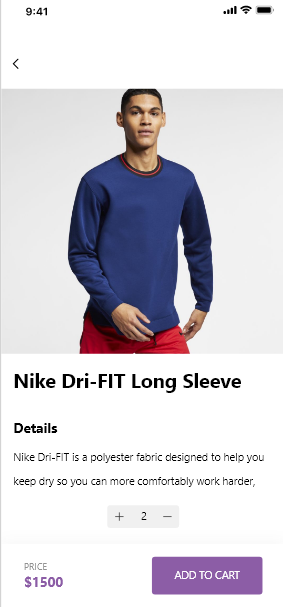 9:41
Nike Dri-FIT Long Sleeve
Details
Nike Dri-FIT is a polyester fabric designed to help you
keep dry so you can more comfortably work harder,
+ 2 −
PRICE
$1500
ADD TO CART